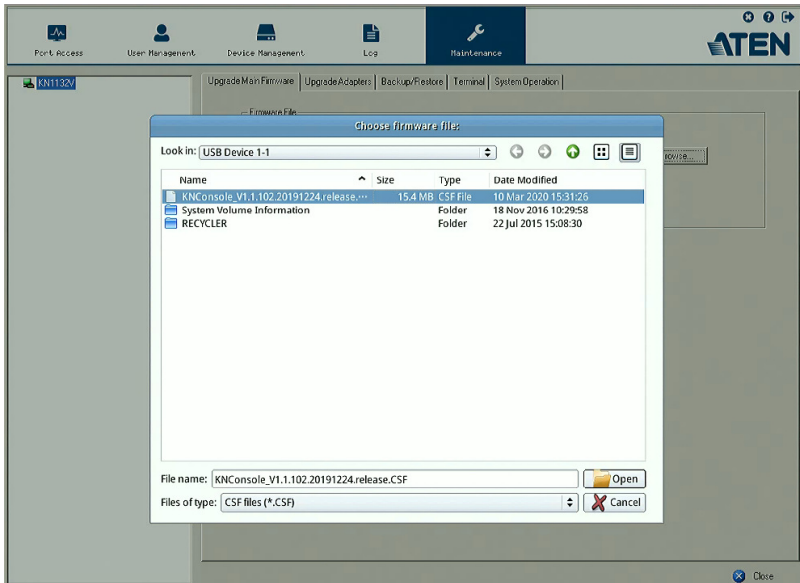 Port Access
User Management
Device Management
Log
Maintenance
ATEN
KN1132V
Upgrade Main Firmware
Upgrade Adapters
Backup/Restore
Terminal
System Operation
Firmware File
Choose firmware file:
Look in: USB Device 1-1
Name Size Type Date Modified
KNConsole_V1.1.102.20191224.release.··· 15.4 MB CSF File 10 Mar 2020 15:31:26
System Volume Information Folder 18 Nov 2016 10:29:58
RECYCLER Folder 22 Jul 2015 15:08:30
File name: KNConsole_V1.1.102.20191224.release.CSF
Open
Files of type: CSF files (*.CSF)
Cancel
Close